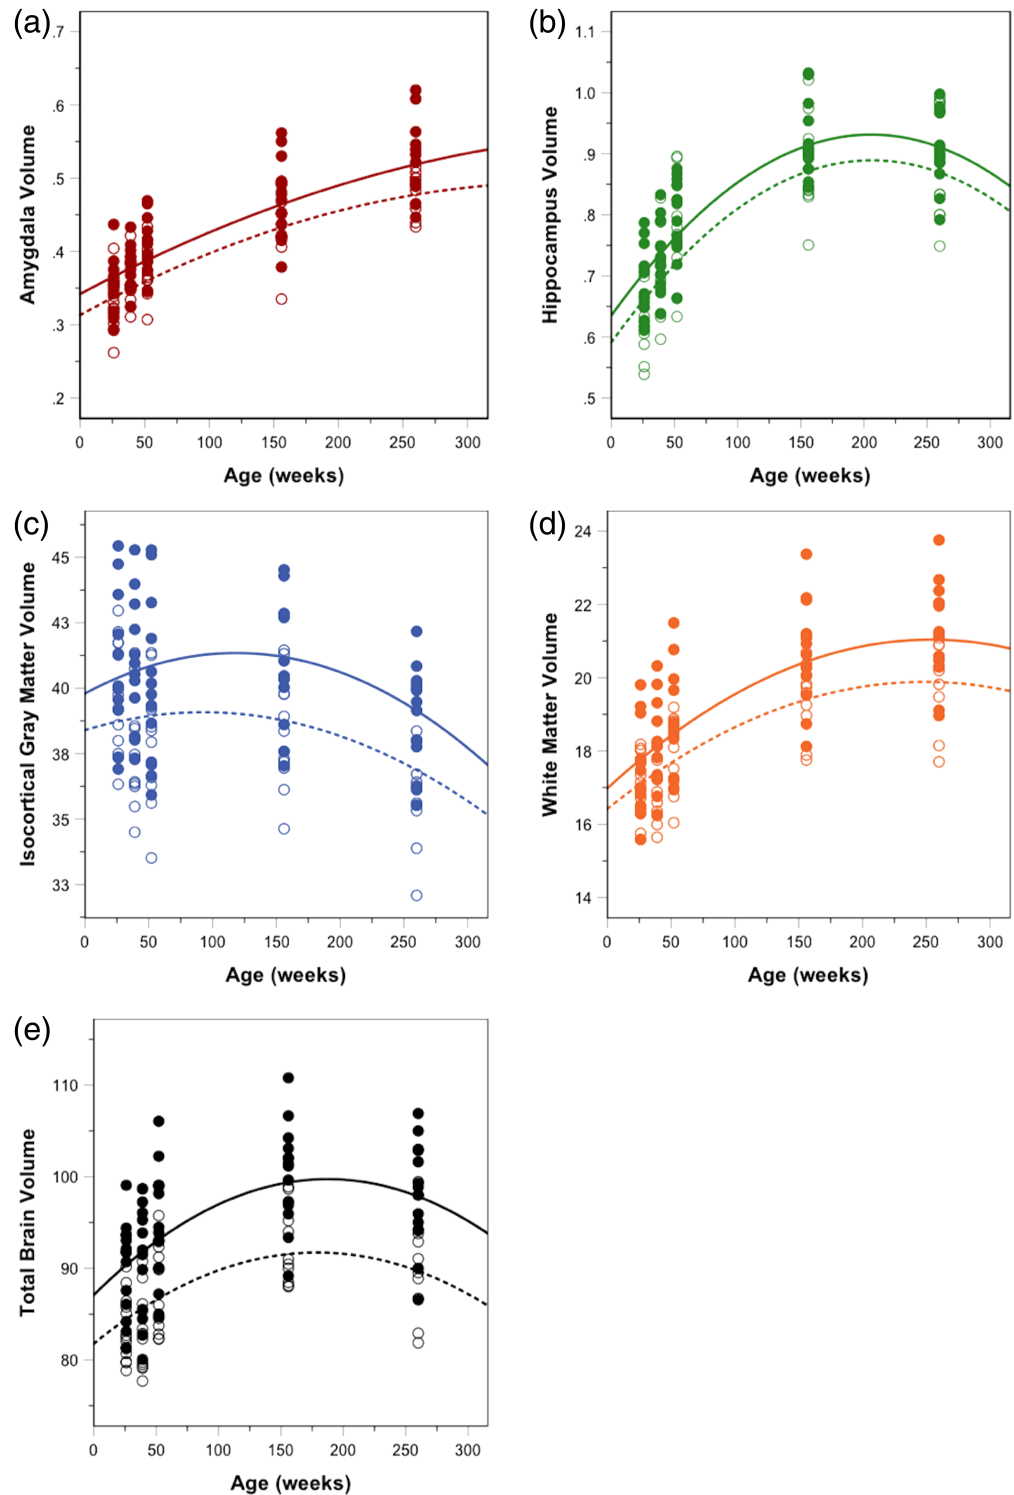 (a)
.7
.6
.5
.4
.3
.2
Amygdala Volume
0 50 100 150 200 250 300
Age (weeks)
(b)
1.1
1.0
.9
.8
.7
.6
.5
Hippocampus Volume
0 50 100 150 200 250 300
Age (weeks)
(c)
45
43
40
38
35
33
Isocortical Gray Matter Volume
0 50 100 150 200 250 300
Age (weeks)
(d)
24
22
20
18
16
14
White Matter Volume
0 50 100 150 200 250 300
Age (weeks)
(e)
110
100
90
80
Total Brain Volume
0 50 100 150 200 250 300
Age (weeks)